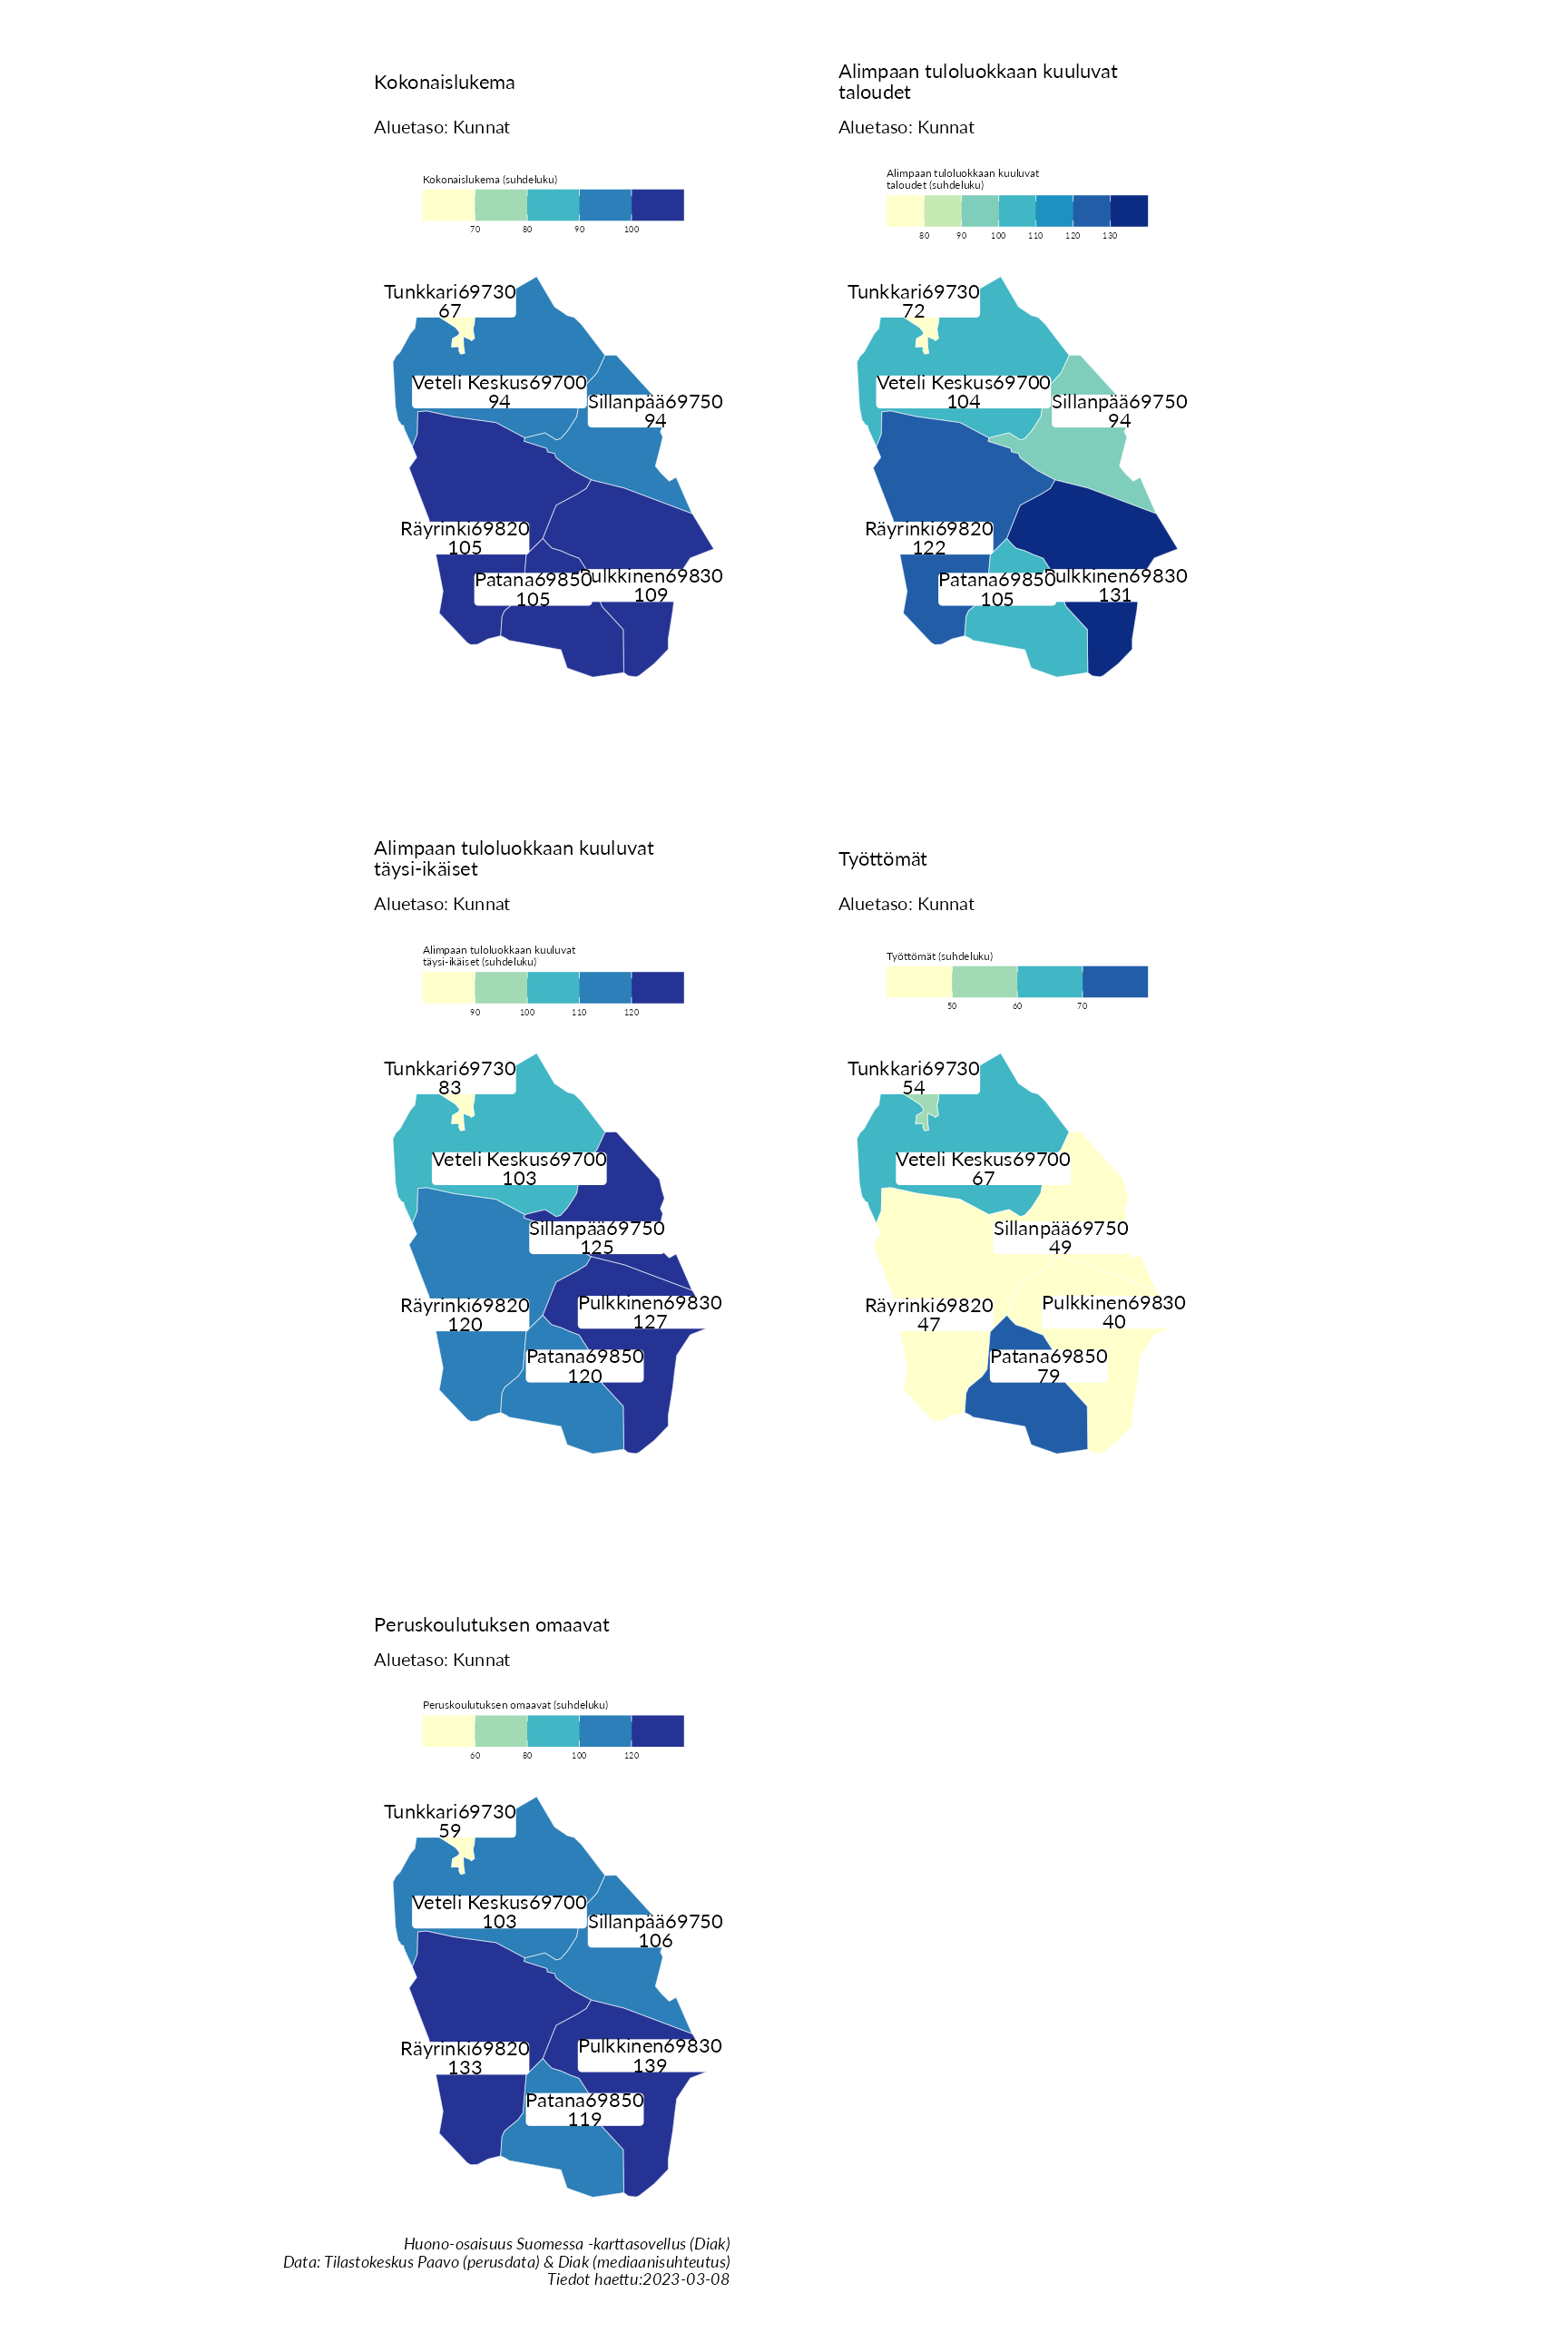 Kokonaislukema
Aluetaso: Kunnat
Kokonaislukema (suhdeluku)
70 80 90 100
Tunkkari69730
67
Veteli Keskus69700
94
Sillanpää69750
94
Räyrinki69820
105
Patana69850
105
ulkkinen69830
109
Alimpaan tuloluokkaan kuuluvat
taloudet
Aluetaso: Kunnat
Alimpaan tuloluokkaan kuuluvat
taloudet (suhdeluku)
80 90 100 110 120 130
Tunkkari69730
72
Veteli Keskus69700
104
Sillanpää69750
94
Räyrinki69820
122
Patana69850
105
ulkkinen69830
131
Alimpaan tuloluokkaan kuuluvat
täysi-ikäiset
Aluetaso: Kunnat
Alimpaan tuloluokkaan kuuluvat
täysi-ikäiset (suhdeluku)
90 100 110 120
Tunkkari69730
83
Veteli Keskus69700
103
Sillanpää69750
125
Räyrinki69820
120
Pulkkinen69830
127
Patana69850
120
Työttömät
Aluetaso: Kunnat
Työttömät (suhdeluku)
50 60 70
Tunkkari69730
54
Veteli Keskus69700
67
Sillanpää69750
49
Räyrinki69820
47
Pulkkinen69830
40
Patana69850
79
Peruskoulutuksen omaavat
Aluetaso: Kunnat
Peruskoulutuksen omaavat (suhdeluku)
60 80 100 120
Tunkkari69730
59
Veteli Keskus69700
103
Sillanpää69750
106
Räyrinki69820
133
Pulkkinen69830
139
Patana69850
119
Huono-osaisuus Suomessa -karttasovellus (Diak)
Data: Tilastokeskus Paavo (perusdata) & Diak (mediaanisuhteutus)
Tiedot haettu:2023-03-08